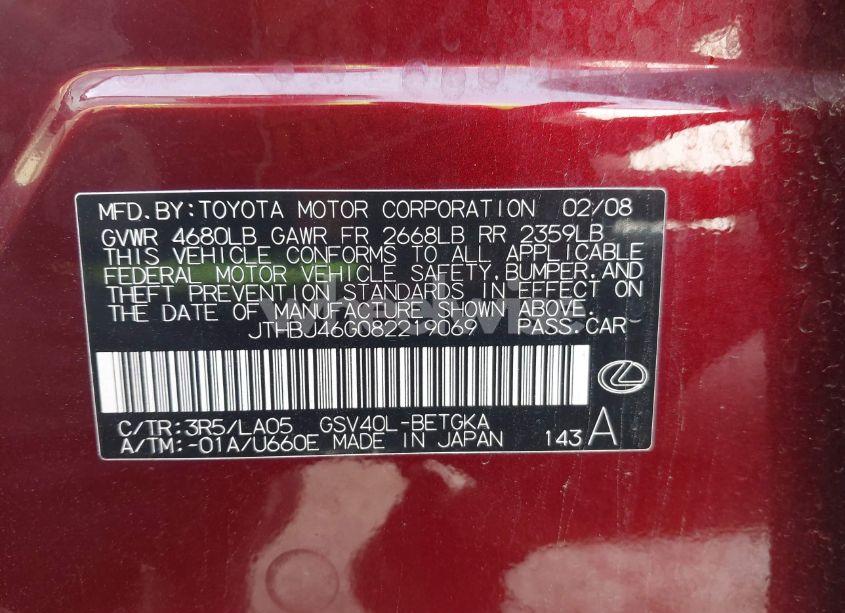 MFD.BY:TOYOTA MOTOR CORPORATION 02/08
GVWR 4680LB GAWR FR 2668LB RR 2359LB
THIS VEHICLE CONFORMS TO ALL APPLICABLE
FEDERAL MOTOR VEHICLE SAFETY, BUMPER, AND
THEFT PREVENTION STANDARDS IN EFFECT ON
THE DATE OF MANUFACTURE SHOWN ABOVE.
JTHBJ46G082219069 PASS.CAR
C/TR:3R5/LA05 GSV40L-BETGKA
A/TM:-01A/U660E MADE IN JAPAN 143 A